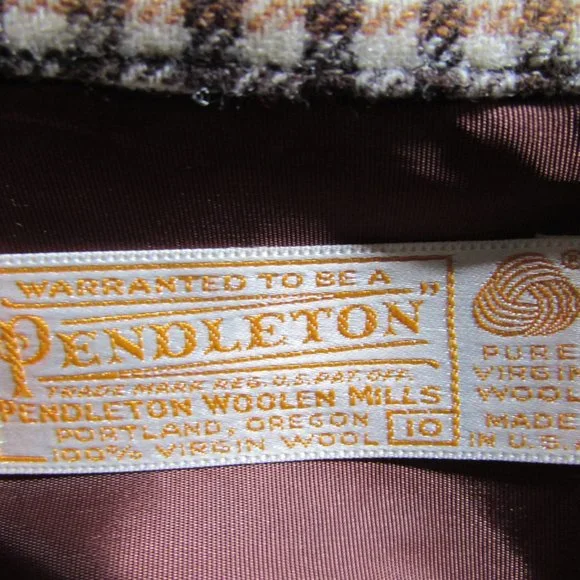 WARRANTED TO BE A
PENDLETON"
TRADE MARK REG. U.S. PAT. OFF.
PENDLETON WOOLEN MILLS
PORTLAND, OREGON
100% VIRGIN WOOL
10
®
PURE
VIRGIN
WOOL
MADE
IN U.S.